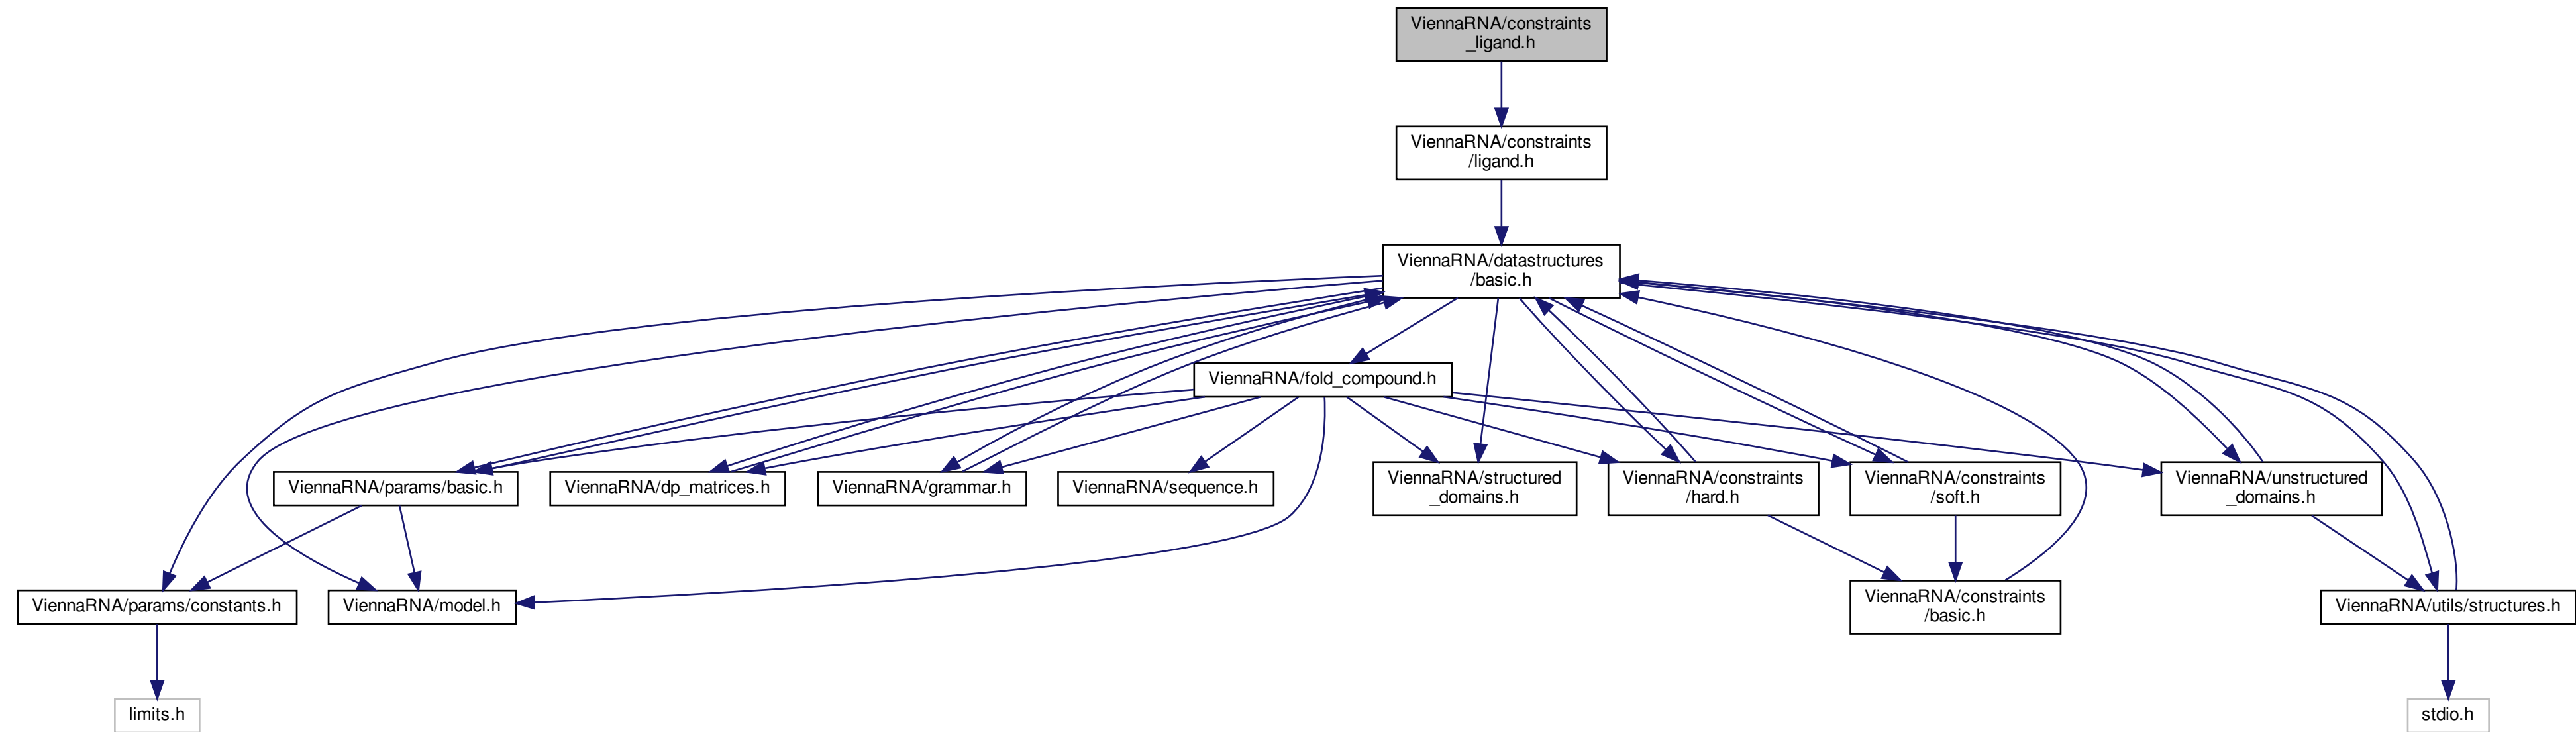 ViennaRNA/constraints
_ligand.h
ViennaRNA/constraints
/ligand.h
ViennaRNA/datastructures
/basic.h
ViennaRNA/fold_compound.h
ViennaRNA/params/basic.h
ViennaRNA/dp_matrices.h
ViennaRNA/grammar.h
ViennaRNA/sequence.h
ViennaRNA/structured
_domains.h
ViennaRNA/constraints
/hard.h
ViennaRNA/constraints
/soft.h
ViennaRNA/unstructured
_domains.h
ViennaRNA/params/constants.h
ViennaRNA/model.h
ViennaRNA/constraints
/basic.h
ViennaRNA/utils/structures.h
limits.h
stdio.h